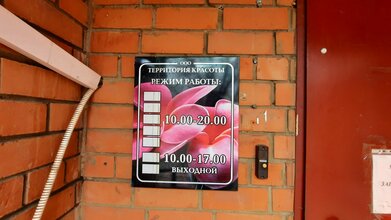 ООО
ТЕРРИТОРИЯ КРАСОТЫ
РЕЖИМ РАБОТЫ:
10.00-20.00
10.00-17.00
ВЫХОДНОЙ